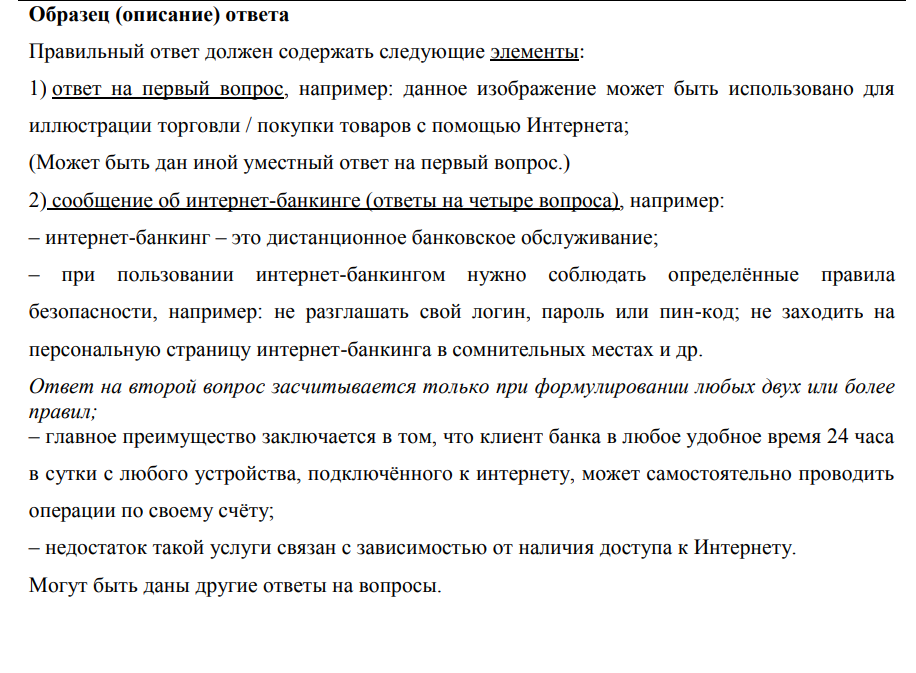 Образец (описание) ответа
Правильный ответ должен содержать следующие элементы:
1) ответ на первый вопрос, например: данное изображение может быть использовано для
иллюстрации торговли / покупки товаров с помощью Интернета;
(Может быть дан иной уместный ответ на первый вопрос.)
2) сообщение об интернет-банкинге (ответы на четыре вопроса), например:
– интернет-банкинг – это дистанционное банковское обслуживание;
– при пользовании интернет-банкингом нужно соблюдать определённые правила
безопасности, например: не разглашать свой логин, пароль или пин-код; не заходить на
персональную страницу интернет-банкинга в сомнительных местах и др.
Ответ на второй вопрос засчитывается только при формулировании любых двух или более
правил;
– главное преимущество заключается в том, что клиент банка в любое удобное время 24 часа
в сутки с любого устройства, подключённого к интернету, может самостоятельно проводить
операции по своему счёту;
– недостаток такой услуги связан с зависимостью от наличия доступа к Интернету.
Могут быть даны другие ответы на вопросы.